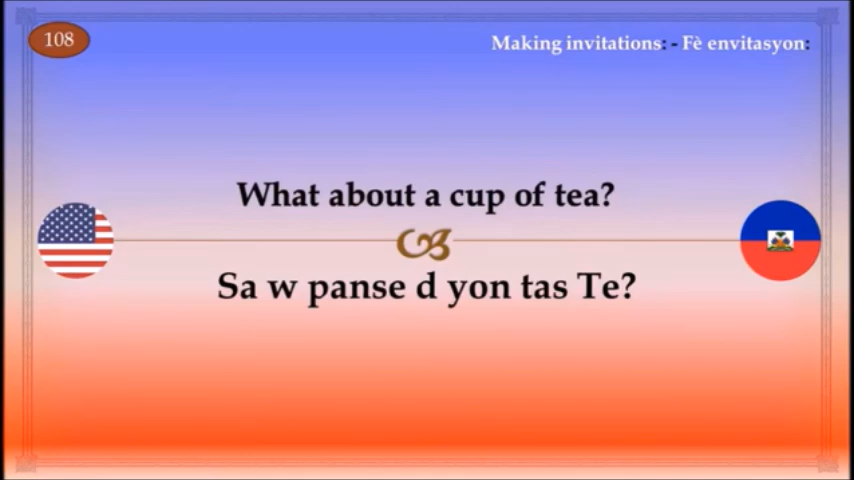 108
Making invitations: - Fè envitasyon:
What about a cup of tea?
Sa w panse d yon tas Te?